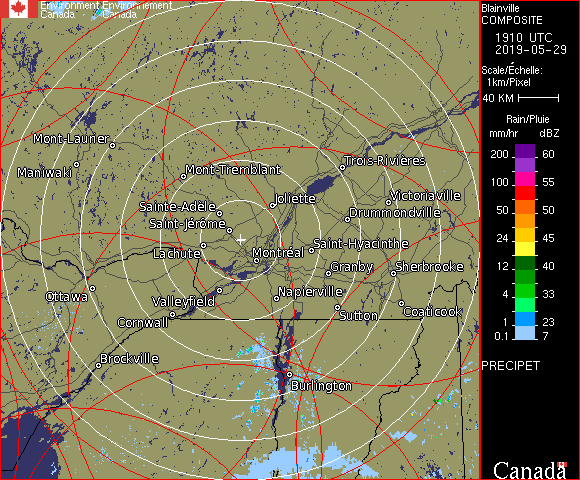 Environment Environnement
Canada Canada
Blainville
COMPOSITE
1910 UTC
2019-05-29
Scale/Échelle:
1km/Pixel
40 KM
Rain/Pluie
mm/hr dBZ
200 60
100 55
50 50
24 45
12 40
4 33
1 23
0.1 7
PRECIPET
Canada
Mont-Laurier
Maniwaki
Mont-Tremblant
Trois-Rivières
Joliette
Victoriaville
Sainte-Adèle
Drummondville
Saint-Jérôme
Saint-Hyacinthe
Lachute
Montréal
Granby
Sherbrooke
Ottawa
Valleyfield
Napierville
Cornwall
Sutton
Coaticook
Brockville
Burlington